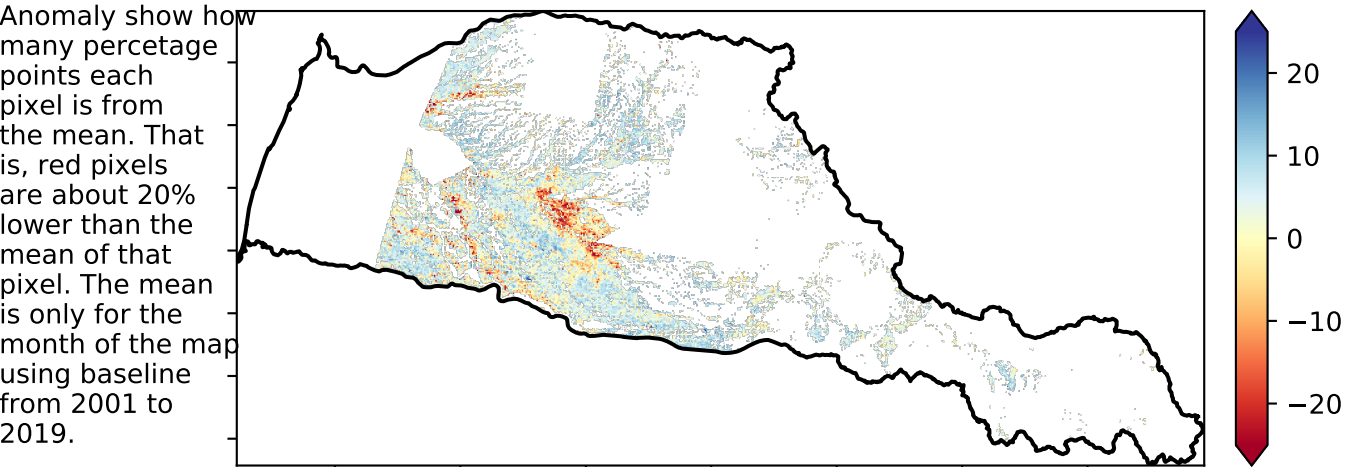 Anomaly show how
many percetage
points each
pixel is from
the mean. That
is, red pixels
are about 20%
lower than the
mean of that
pixel. The mean
is only for the
month of the map
using baseline
from 2001 to
2019.
20
10
0
−10
−20